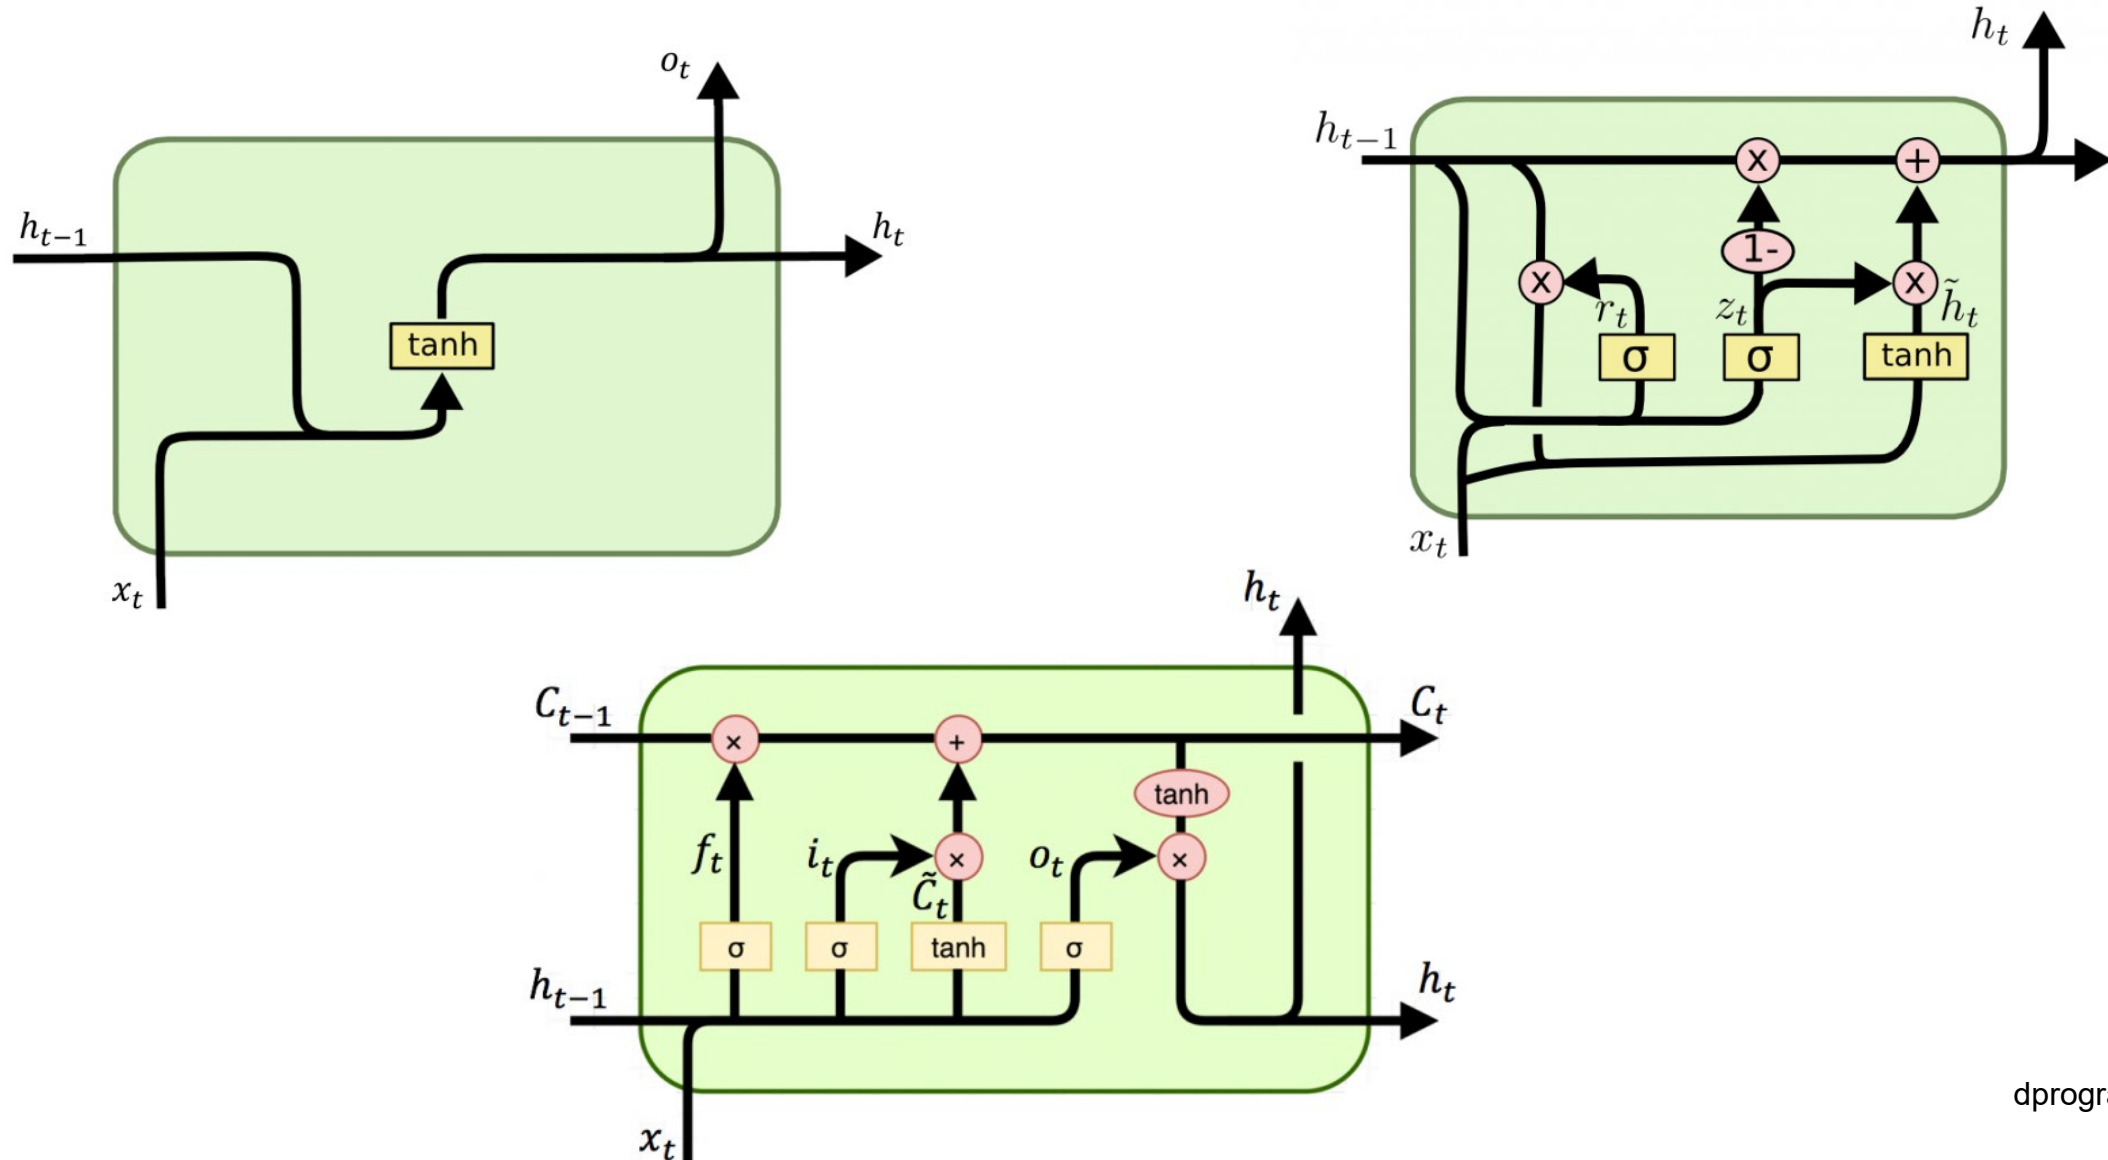 o_t
h_{t-1}
h_t
tanh
x_t
h_t
h_{t-1}
x
+
1-
x
x
r_t
z_t
h̃_t
σ
σ
tanh
x_t
h_t
C_{t-1}
C_t
×
+
tanh
f_t
i_t
×
o_t
×
C̃_t
σ
σ
tanh
σ
h_{t-1}
h_t
x_t
dprogr